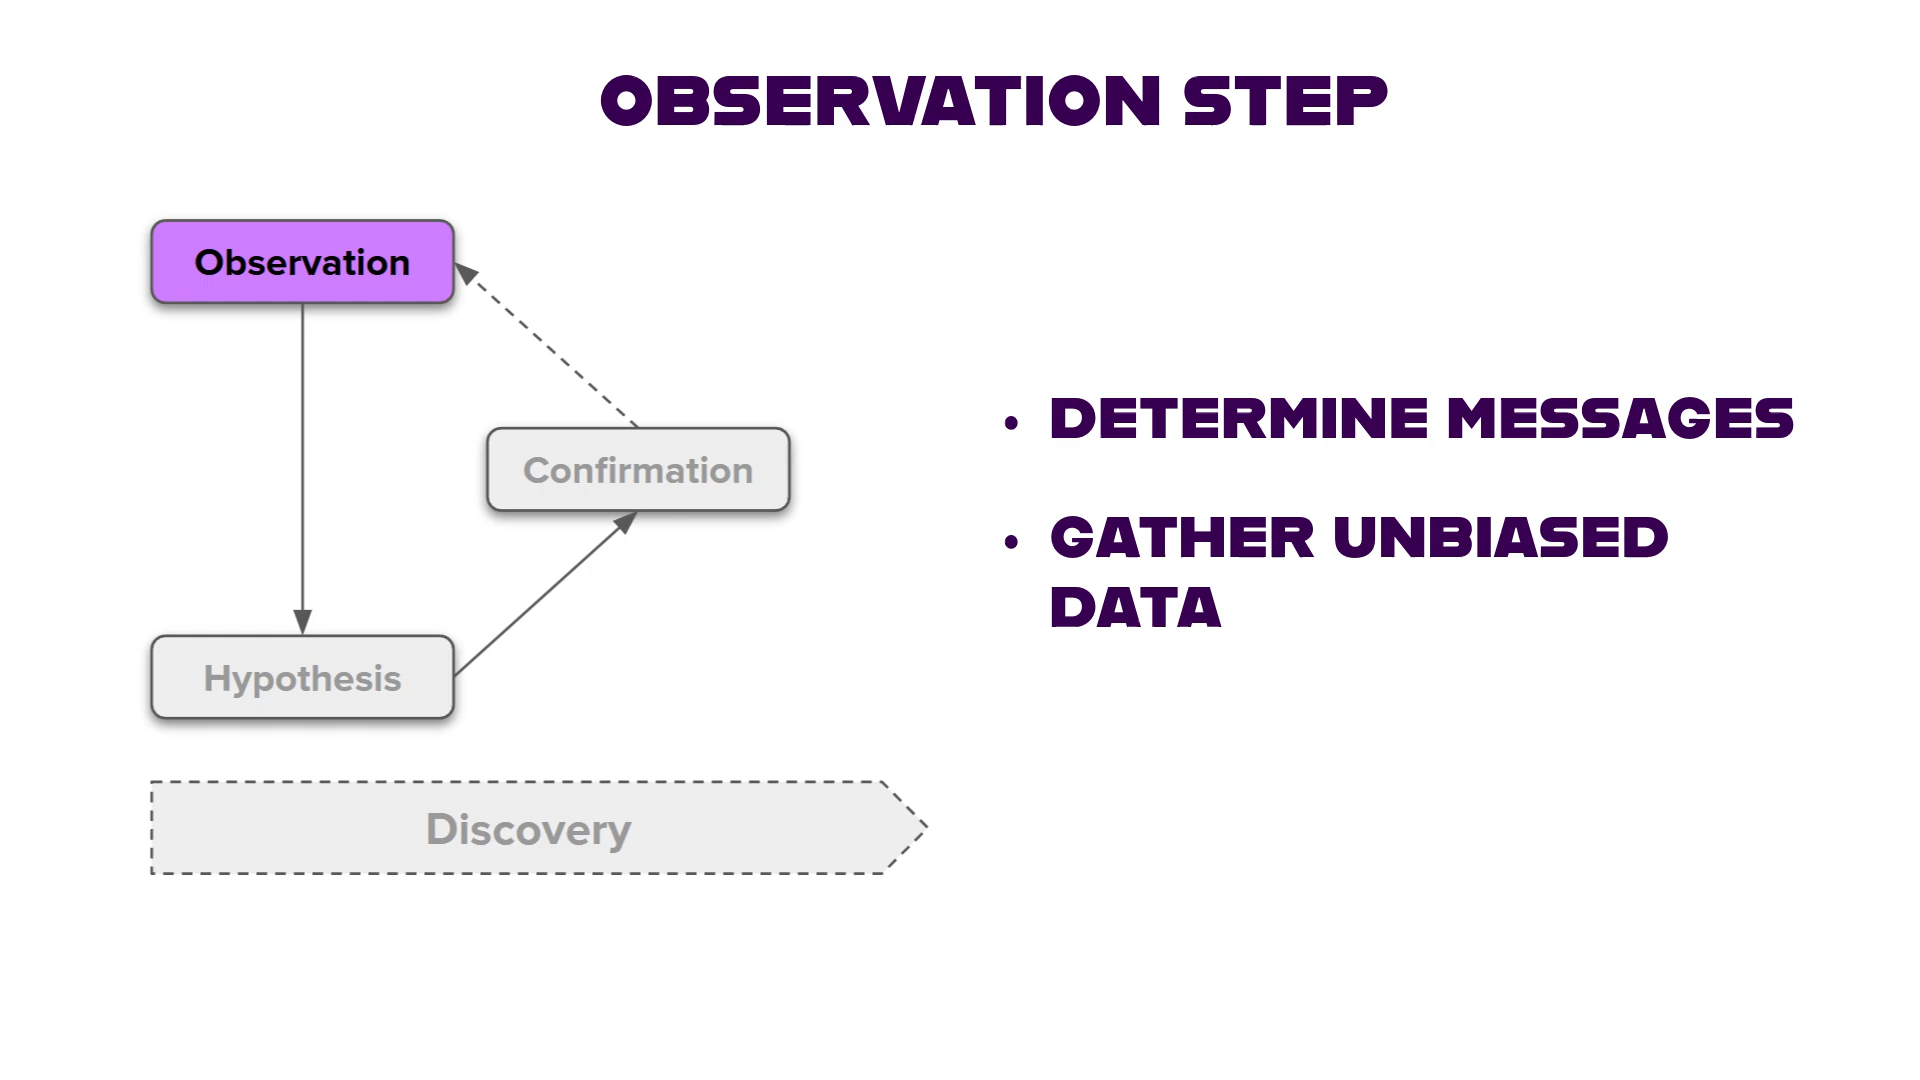 OBSERVATION STEP
Observation
Confirmation
Hypothesis
Discovery
• DETERMINE MESSAGES
• GATHER UNBIASED
DATA